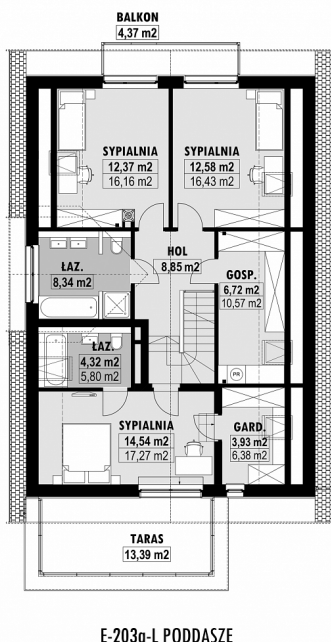 BALKON
4,37 m2
SYPIALNIA
12,37 m2
16,16 m2
SYPIALNIA
12,58 m2
16,43 m2
HOL
8,85 m2
ŁAZ.
8,34 m2
GOSP.
6,72 m2
10,57 m2
ŁAZ.
4,32 m2
5,80 m2
PR
SYPIALNIA
14,54 m2
17,27 m2
GARD.
3,93 m2
6,38 m2
TARAS
13,39 m2
E-203a-L PODDASZE